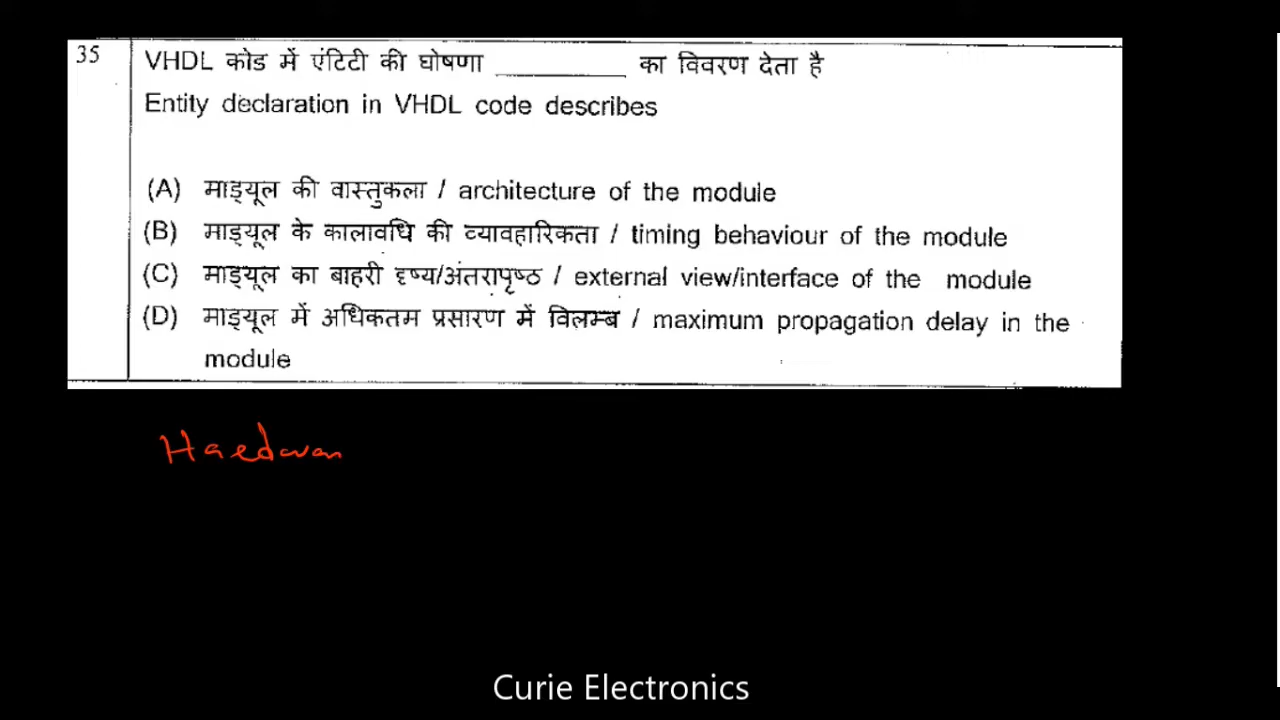 35
VHDL कोड में एंटिटी की घोषणा __________ का विवरण देता है
Entity declaration in VHDL code describes
(A) माड्यूल की वास्तुकला / architecture of the module
(B) माड्यूल के कालावधि की व्यावहारिकता / timing behaviour of the module
(C) माड्यूल का बाहरी दृष्य/अंतरापृष्ठ / external view/interface of the module
(D) माड्यूल में अधिकतम प्रसारण में विलम्ब / maximum propagation delay in the
module
Haedwar
Curie Electronics